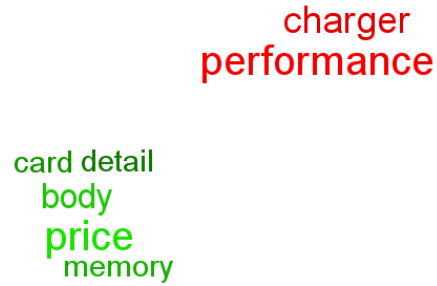 charger
performance
card detail
body
price
memory